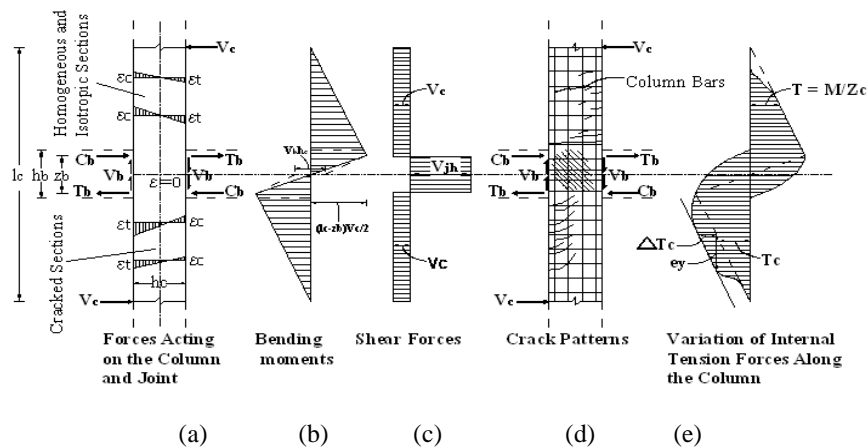 Vc
Vc
Homogeneous and
Isotropic Sections
εc
εt
εc
εt
Vc
Column Bars
T = M/Zc
lc
hb
zb
Cb
Tb
Vb
Vb
ε=0
Tb
Cb
Vjh
Cb
Tb
Vb
Vb
Tb
Cb
(lc-zb)Vc/2
Cracked Sections
εt
εc
εt
εc
hc
Vc
Vc
Vc
△Tc
ey
Tc
Forces Acting
on the Column
and Joint
Bending
moments
Shear Forces
Crack Patterns
Variation of Internal
Tension Forces Along
the Column
(a)
(b)
(c)
(d)
(e)